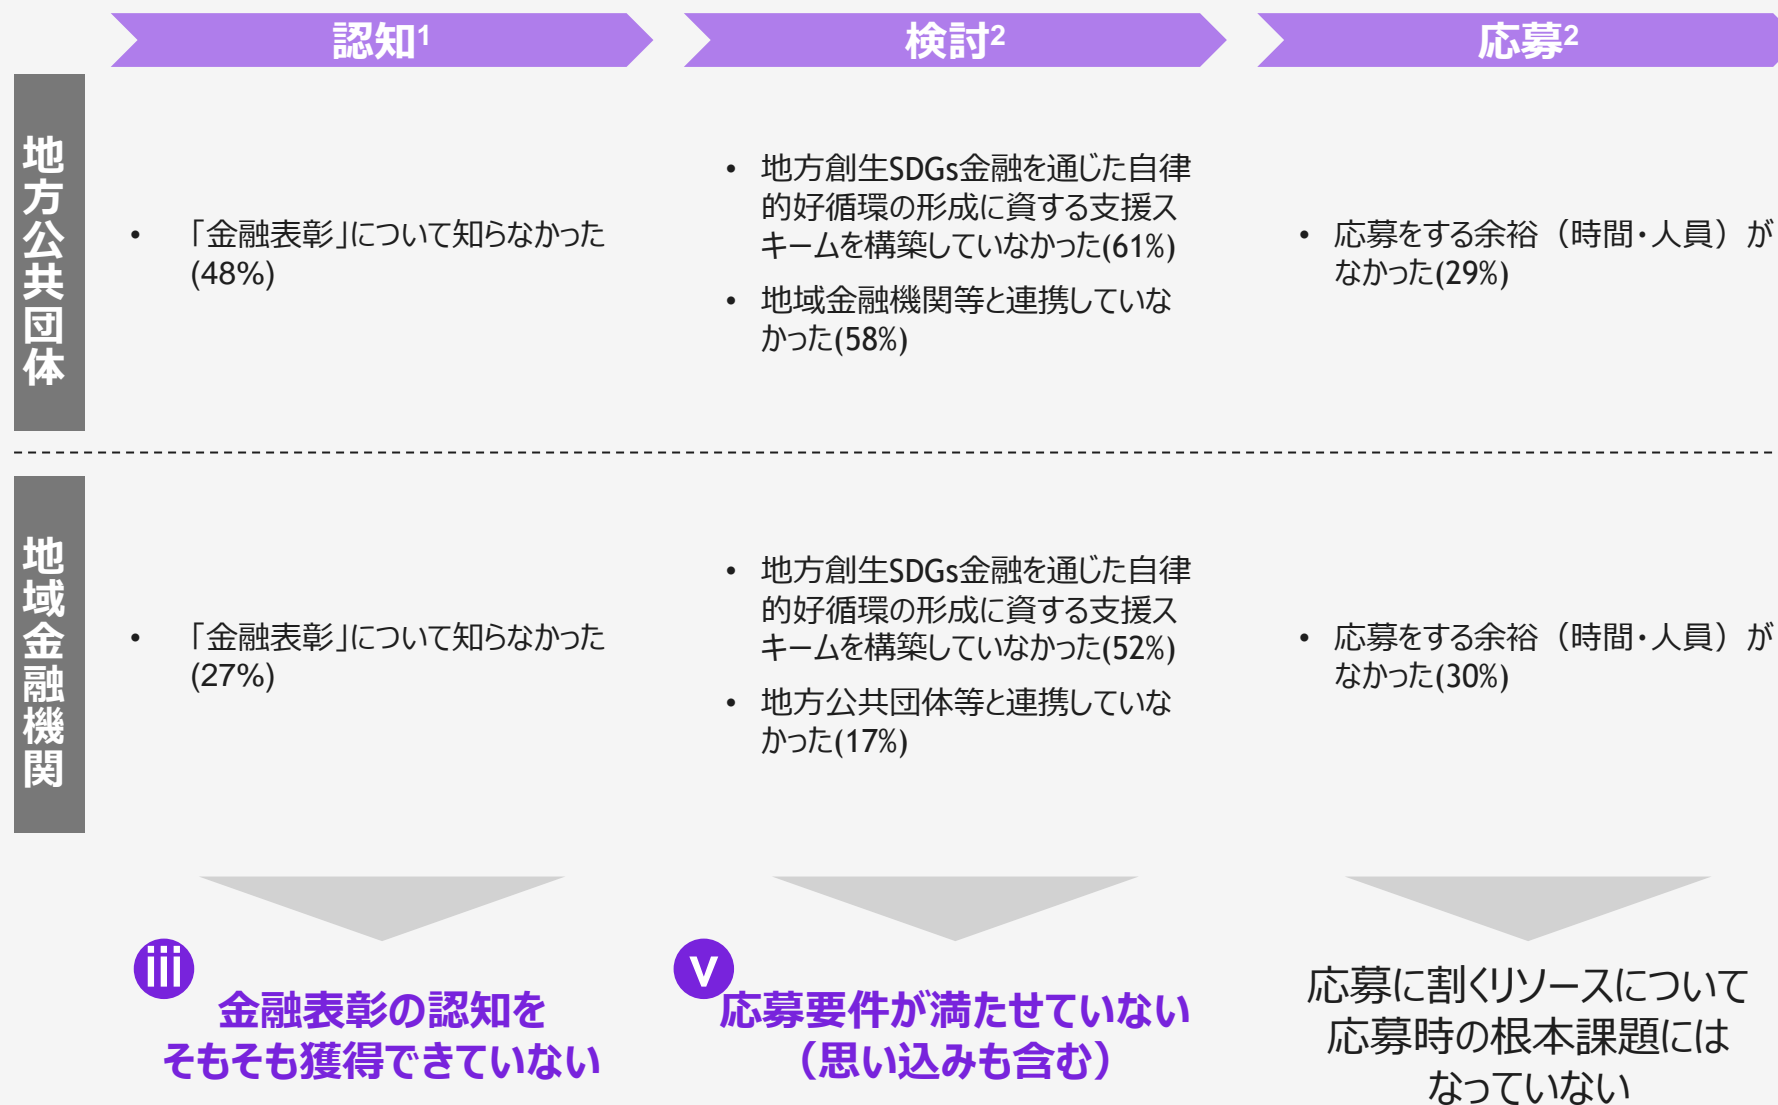 認知1
検討2
応募2
地方公共団体
• 「金融表彰」について知らなかった
(48%)
• 地方創生SDGs金融を通じた自律
的好循環の形成に資する支援ス
キームを構築していなかった(61%)
• 地域金融機関等と連携していな
かった(58%)
• 応募をする余裕（時間・人員）が
なかった(29%)
地域金融機関
• 「金融表彰」について知らなかった
(27%)
• 地方創生SDGs金融を通じた自律
的好循環の形成に資する支援ス
キームを構築していなかった(52%)
• 地方公共団体等と連携していな
かった(17%)
• 応募をする余裕（時間・人員）が
なかった(30%)
iii
金融表彰の認知を
そもそも獲得できていない
v
応募要件が満たせていない
（思い込みも含む）
応募に割くリソースについて
応募時の根本課題には
なっていない